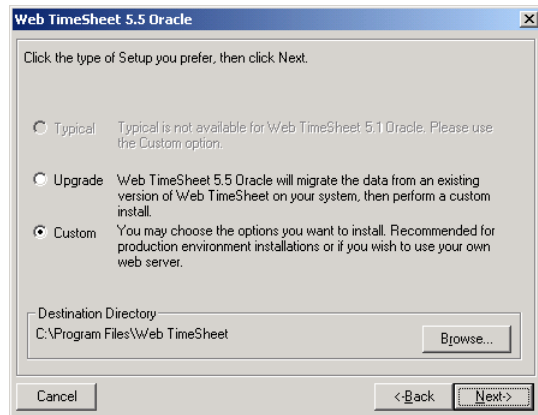 Web TimeSheet 5.5 Oracle
Click the type of Setup you prefer, then click Next.
Typical
Typical is not available for Web TimeSheet 5.1 Oracle. Please use
the Custom option.
Upgrade
Web TimeSheet 5.5 Oracle will migrate the data from an existing
version of Web TimeSheet on your system, then perform a custom
install.
Custom
You may choose the options you want to install. Recommended for
production environment installations or if you wish to use your own
web server.
Destination Directory
C:\Program Files\Web TimeSheet
Browse...
Cancel
<-Back
Next->